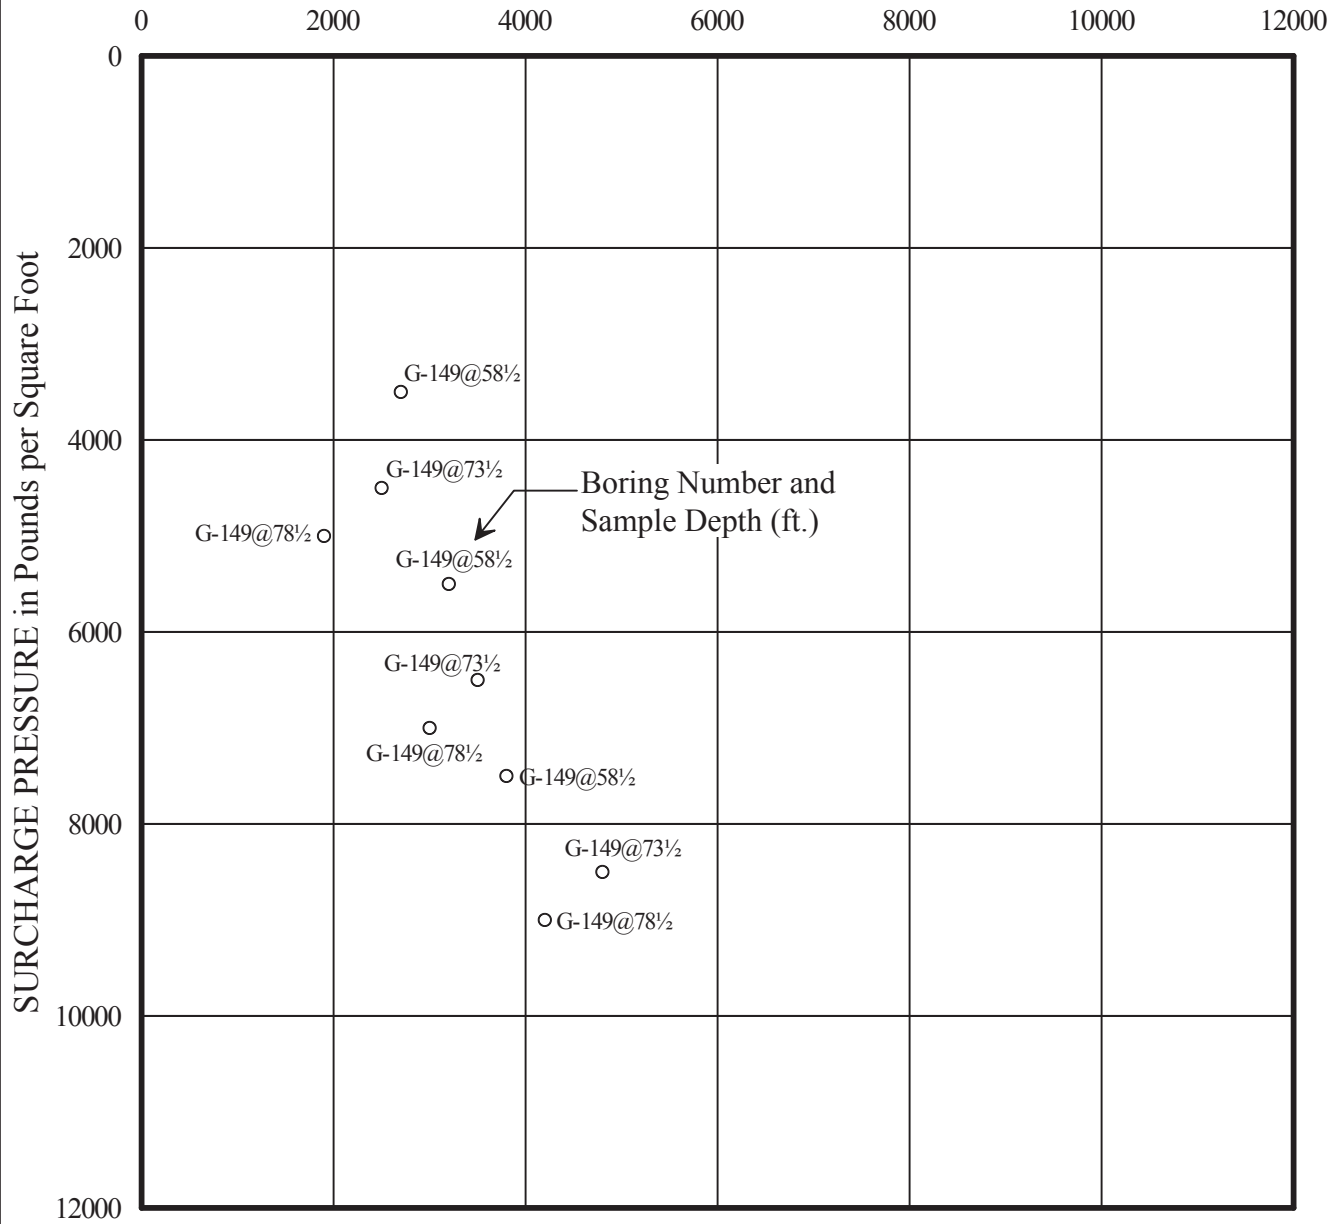 0 2000 4000 6000 8000 10000 12000
0
2000
SURCHARGE PRESSURE in Pounds per Square Foot
G-149@58½
4000
G-149@73½
Boring Number and
Sample Depth (ft.)
G-149@78½
G-149@58½
6000
G-149@73½
G-149@78½
G-149@58½
8000
G-149@73½
G-149@78½
10000
12000